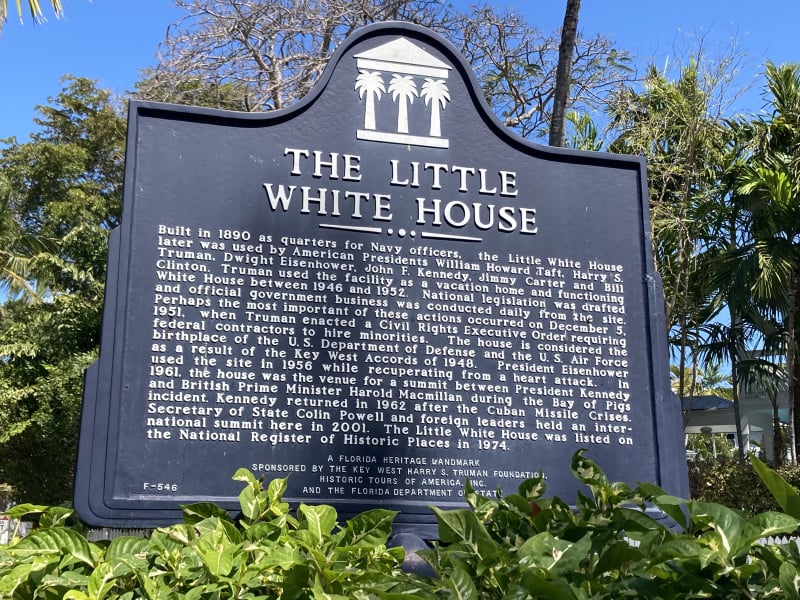 THE LITTLE
WHITE HOUSE
Built in 1890 as quarters for Navy officers, the Little White House
later was used by American Presidents William Howard Taft, Harry S.
Truman, Dwight Eisenhower, John F. Kennedy, Jimmy Carter and Bill
Clinton. Truman used the facility as a vacation home and functioning
White House between 1946 and 1952. National legislation was drafted
and official government business was conducted daily from the site.
Perhaps the most important of these actions occurred on December 5,
1951, when Truman enacted a Civil Rights Executive Order requiring
federal contractors to hire minorities. The house is considered the
birthplace of the U.S. Department of Defense and the U.S. Air Force
as a result of the Key West Accords of 1948. President Eisenhower
used the site in 1956 while recuperating from a heart attack. In
1961, the house was the venue for a summit between President Kennedy
and British Prime Minister Harold Macmillan during the Bay of Pigs
incident. Kennedy returned in 1962 after the Cuban Missile Crises.
Secretary of State Colin Powell and foreign leaders held an inter-
national summit here in 2001. The Little White House was listed on
the National Register of Historic Places in 1974.
A FLORIDA HERITAGE LANDMARK
SPONSORED BY THE KEY WEST HARRY S. TRUMAN FOUNDATION,
HISTORIC TOURS OF AMERICA, INC.
F-546 AND THE FLORIDA DEPARTMENT OF STATE